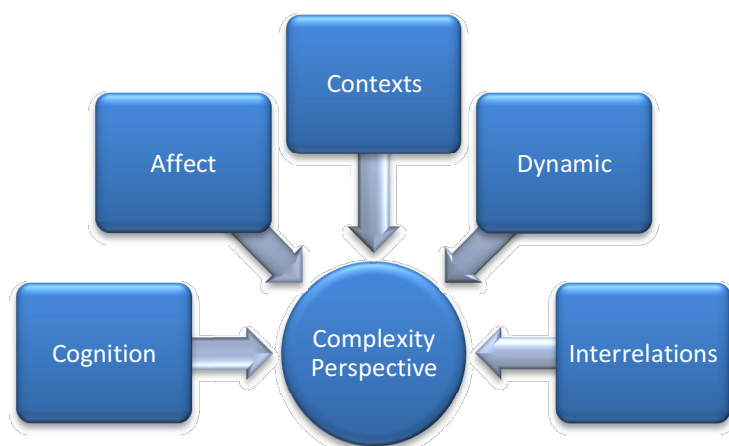 Contexts
Affect
Dynamic
Cognition
Complexity
Perspective
Interrelations